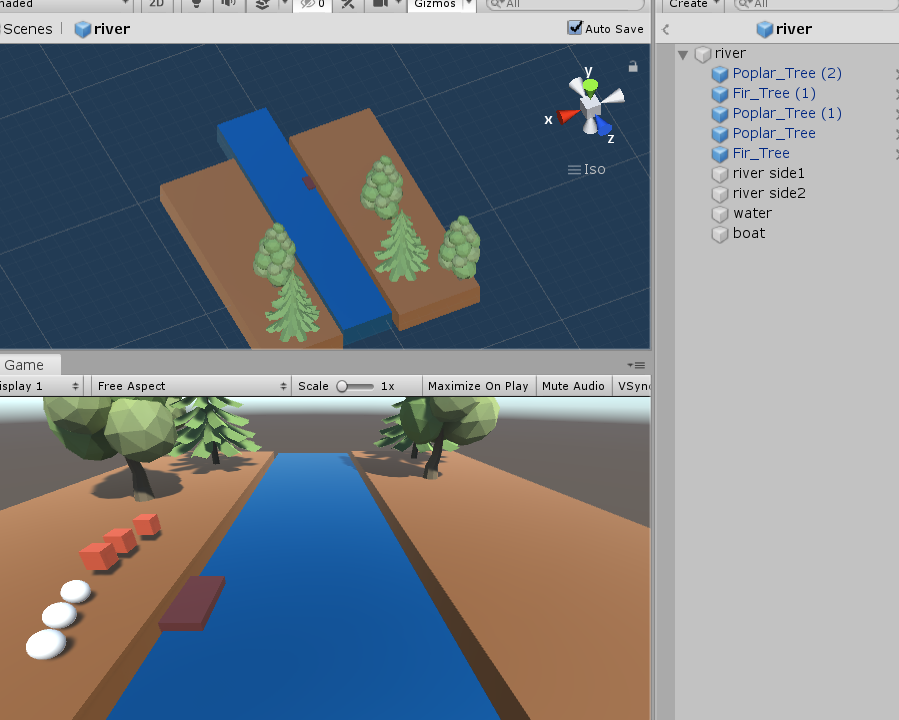 2D 0 Gizmos All Create All
Scenes river Auto Save river
y
x
z
Iso
river
Poplar_Tree (2)
Fir_Tree (1)
Poplar_Tree (1)
Poplar_Tree
Fir_Tree
river side1
river side2
water
boat
Game
isplay 1 Free Aspect Scale 1x Maximize On Play Mute Audio VSyn